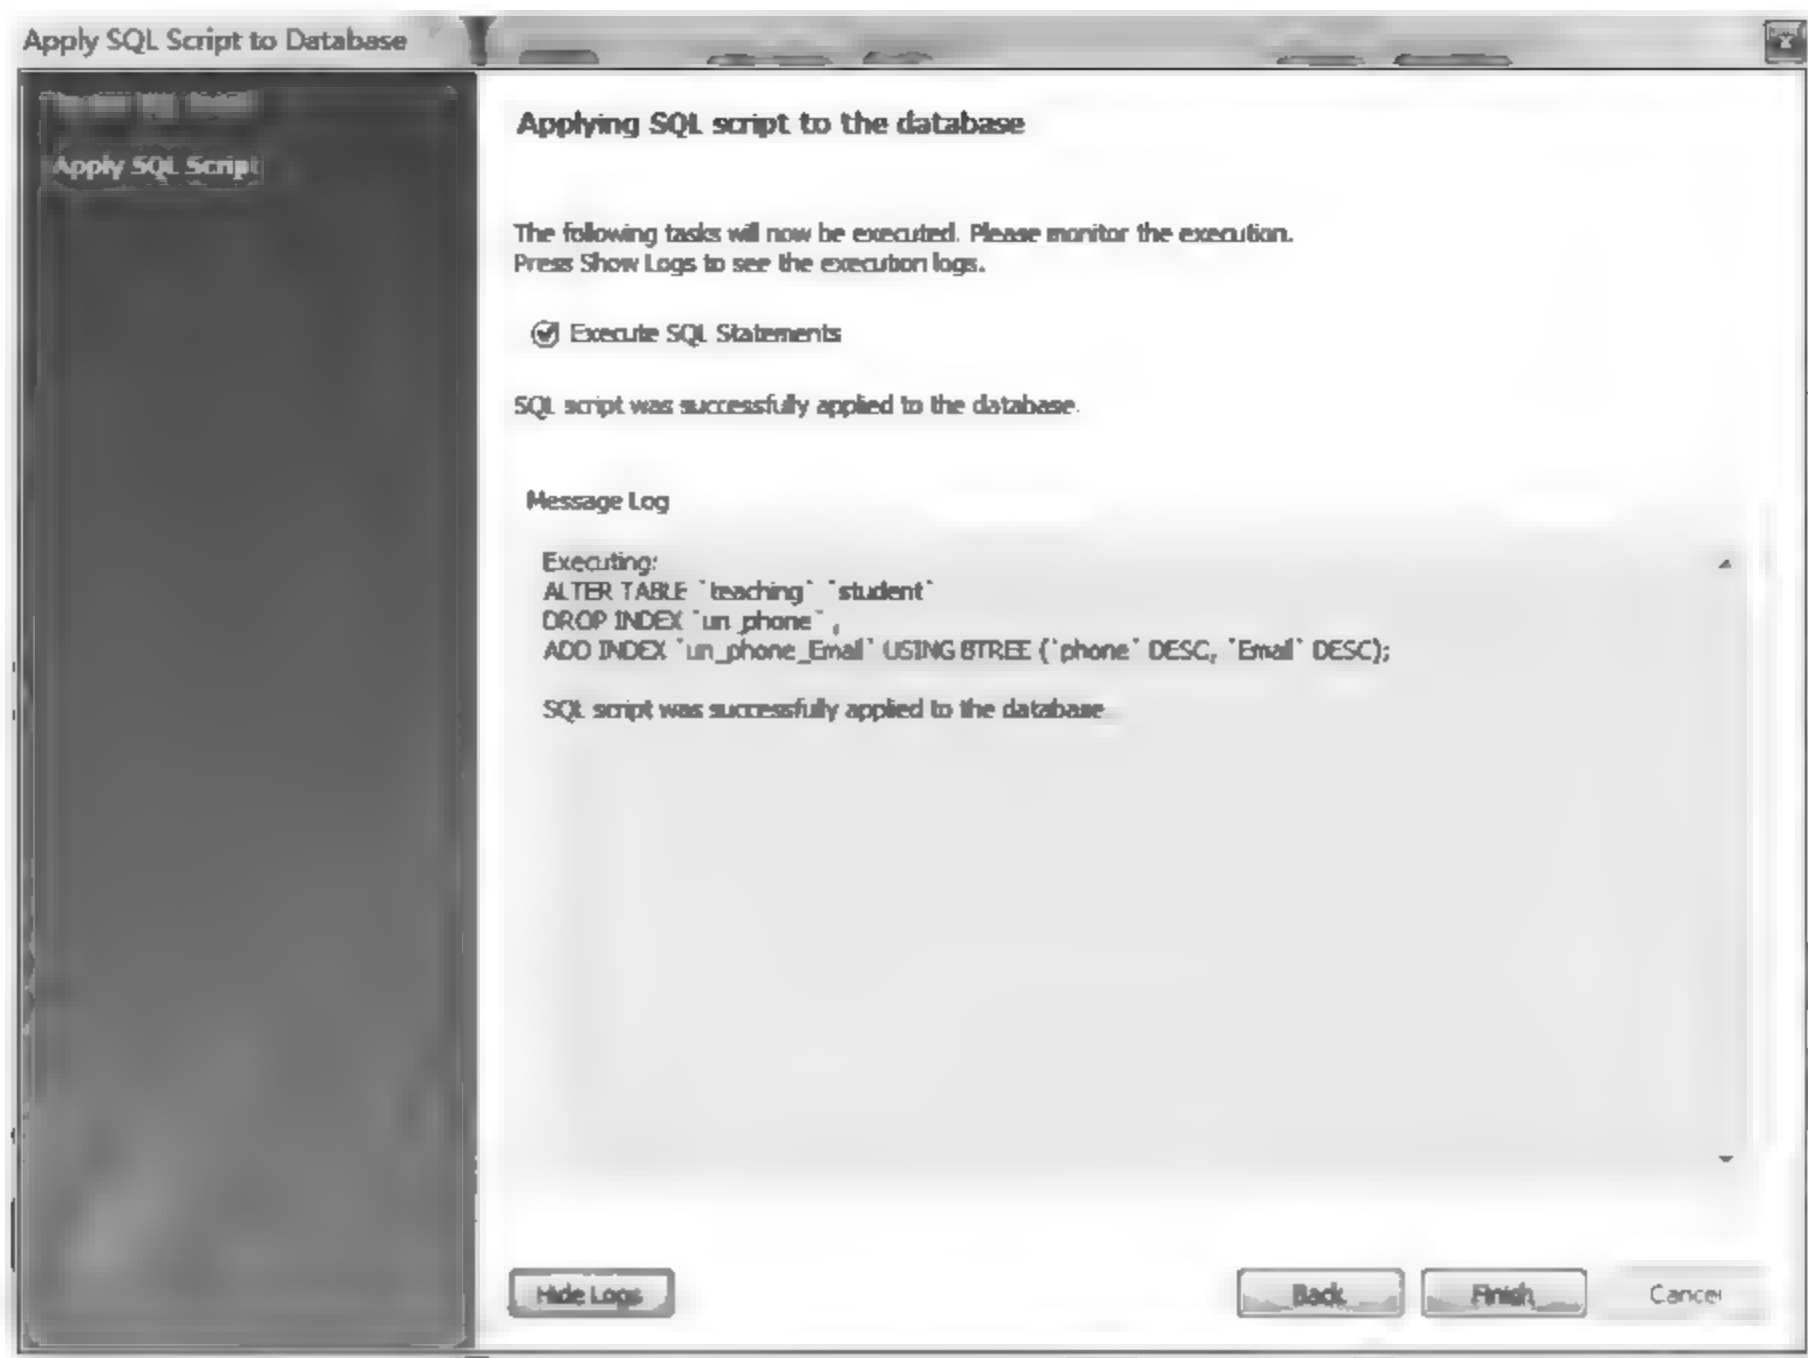 Apply SQL Script to Database
Apply SQL Script
Applying SQL script to the database
The following tasks will now be executed. Please monitor the execution.
Press Show Logs to see the execution logs.
Execute SQL Statements
SQL script was successfully applied to the database.
Message Log
Executing:
ALTER TABLE `teaching` `student`
DROP INDEX `un_phone` ,
ADD INDEX `un_phone_Email` USING BTREE (`phone` DESC, `Email` DESC);
SQL script was successfully applied to the database
Hide Logs
Back
Finish
Cancel